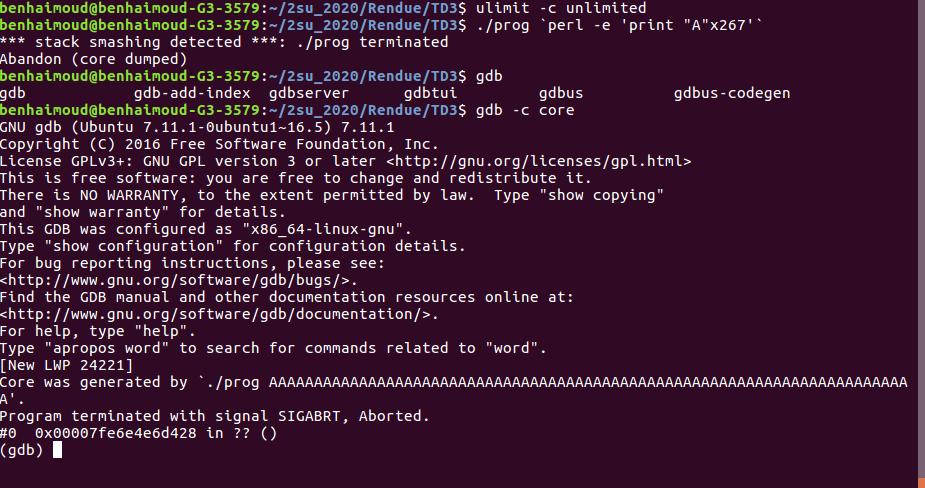 benhaimoud@benhaimoud-G3-3579:~/2su_2020/Rendue/TD3$ ulimit -c unlimited
benhaimoud@benhaimoud-G3-3579:~/2su_2020/Rendue/TD3$ ./prog `perl -e 'print "A"x267'`
*** stack smashing detected ***: ./prog terminated
Abandon (core dumped)
benhaimoud@benhaimoud-G3-3579:~/2su_2020/Rendue/TD3$ gdb
gdb            gdb-add-index  gdbserver      gdbtui         gdbus          gdbus-codegen
benhaimoud@benhaimoud-G3-3579:~/2su_2020/Rendue/TD3$ gdb -c core
GNU gdb (Ubuntu 7.11.1-0ubuntu1~16.5) 7.11.1
Copyright (C) 2016 Free Software Foundation, Inc.
License GPLv3+: GNU GPL version 3 or later <http://gnu.org/licenses/gpl.html>
This is free software: you are free to change and redistribute it.
There is NO WARRANTY, to the extent permitted by law.  Type "show copying"
and "show warranty" for details.
This GDB was configured as "x86_64-linux-gnu".
Type "show configuration" for configuration details.
For bug reporting instructions, please see:
<http://www.gnu.org/software/gdb/bugs/>.
Find the GDB manual and other documentation resources online at:
<http://www.gnu.org/software/gdb/documentation/>.
For help, type "help".
Type "apropos word" to search for commands related to "word".
[New LWP 24221]
Core was generated by `./prog AAAAAAAAAAAAAAAAAAAAAAAAAAAAAAAAAAAAAAAAAAAAAAAAAAAAAAAAAAAAAAAAAAAAAAA
A'.
Program terminated with signal SIGABRT, Aborted.
#0  0x00007fe6e4e6d428 in ?? ()
(gdb)